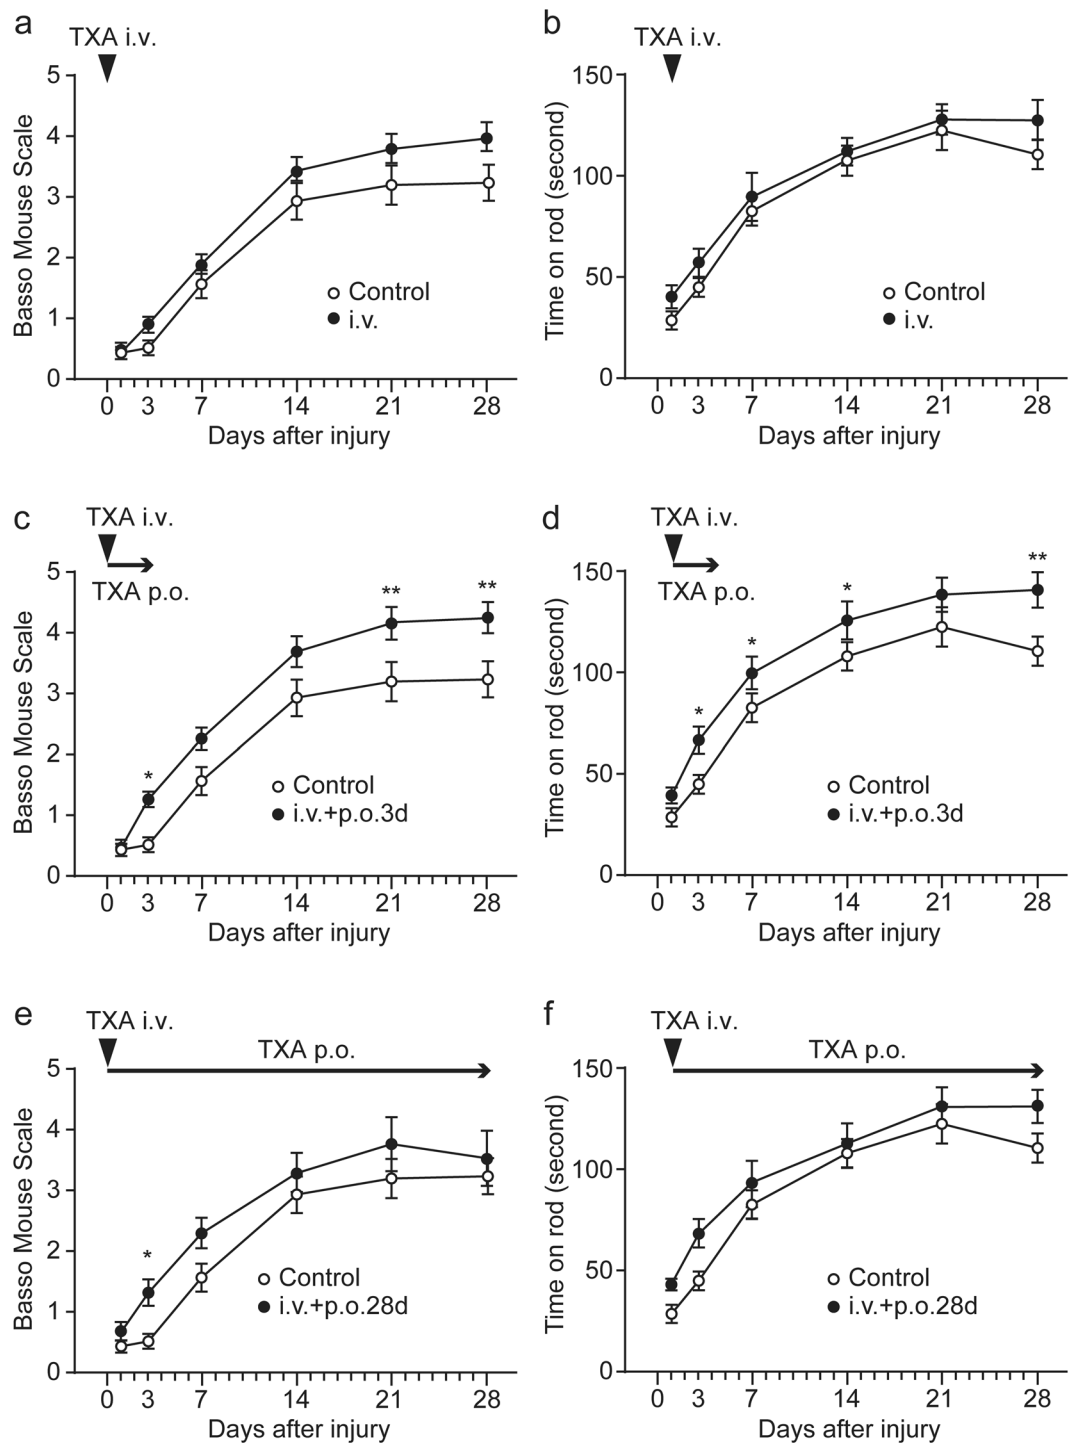 a
TXA i.v.
5
4
3
2
1
0
Basso Mouse Scale
Control
i.v.
0 3 7 14 21 28
Days after injury
b
TXA i.v.
150
100
50
0
Time on rod (second)
Control
i.v.
0 3 7 14 21 28
Days after injury
c
TXA i.v.
TXA p.o.
5
4
3
2
1
0
Basso Mouse Scale
*
**
**
Control
i.v.+p.o.3d
0 3 7 14 21 28
Days after injury
d
TXA i.v.
TXA p.o.
150
100
50
0
Time on rod (second)
*
*
*
**
Control
i.v.+p.o.3d
0 3 7 14 21 28
Days after injury
e
TXA i.v.
TXA p.o.
5
4
3
2
1
0
Basso Mouse Scale
*
Control
i.v.+p.o.28d
0 3 7 14 21 28
Days after injury
f
TXA i.v.
TXA p.o.
150
100
50
0
Time on rod (second)
Control
i.v.+p.o.28d
0 3 7 14 21 28
Days after injury